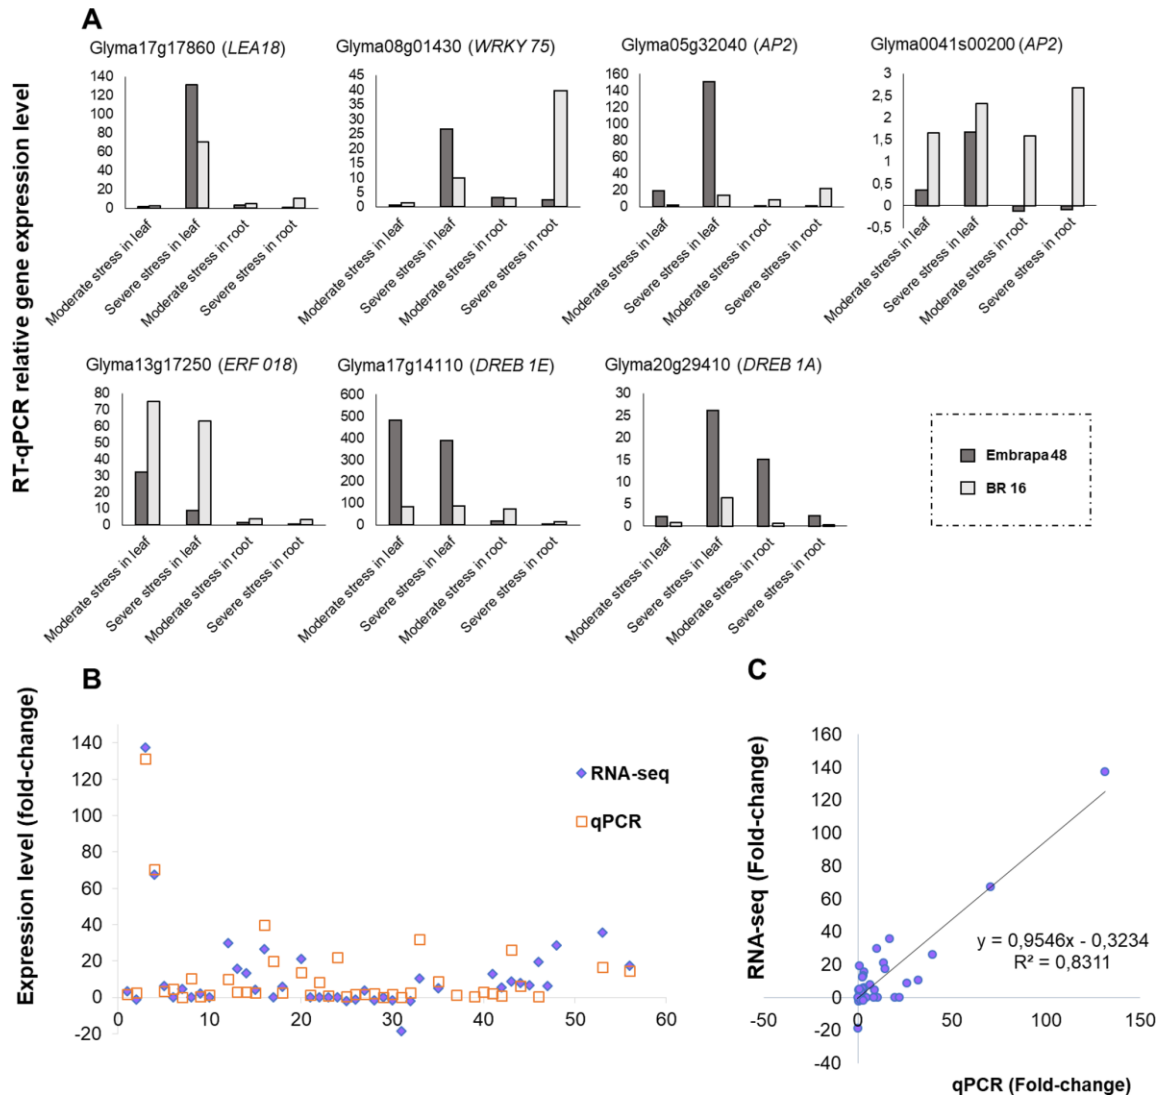 A
RT-qPCR relative gene expression level
Glyma17g17860 (LEA18)
140
120
100
80
60
40
20
0
Moderate stress in leaf
Severe stress in leaf
Moderate stress in root
Severe stress in root
Glyma08g01430 (WRKY 75)
45
40
35
30
25
20
15
10
5
0
Moderate stress in leaf
Severe stress in leaf
Moderate stress in root
Severe stress in root
Glyma05g32040 (AP2)
160
140
120
100
80
60
40
20
0
Moderate stress in leaf
Severe stress in leaf
Moderate stress in root
Severe stress in root
Glyma0041s00200 (AP2)
3
2,5
2
1,5
1
0,5
0
-0,5
Moderate stress in leaf
Severe stress in leaf
Moderate stress in root
Severe stress in root
Glyma13g17250 (ERF 018)
80
70
60
50
40
30
20
10
0
Moderate stress in leaf
Severe stress in leaf
Moderate stress in root
Severe stress in root
Glyma17g14110 (DREB 1E)
600
500
400
300
200
100
0
Moderate stress in leaf
Severe stress in leaf
Moderate stress in root
Severe stress in root
Glyma20g29410 (DREB 1A)
30
25
20
15
10
5
0
Moderate stress in leaf
Severe stress in leaf
Moderate stress in root
Severe stress in root
Embrapa 48
BR 16
B
Expression level (fold-change)
140
120
100
80
60
40
20
0
-20
0
10
20
30
40
50
60
RNA-seq
qPCR
C
RNA-seq (Fold-change)
160
140
120
100
80
60
40
20
0
-20
-40
-50
0
50
100
150
y = 0,9546x - 0,3234
R² = 0,8311
qPCR (Fold-change)